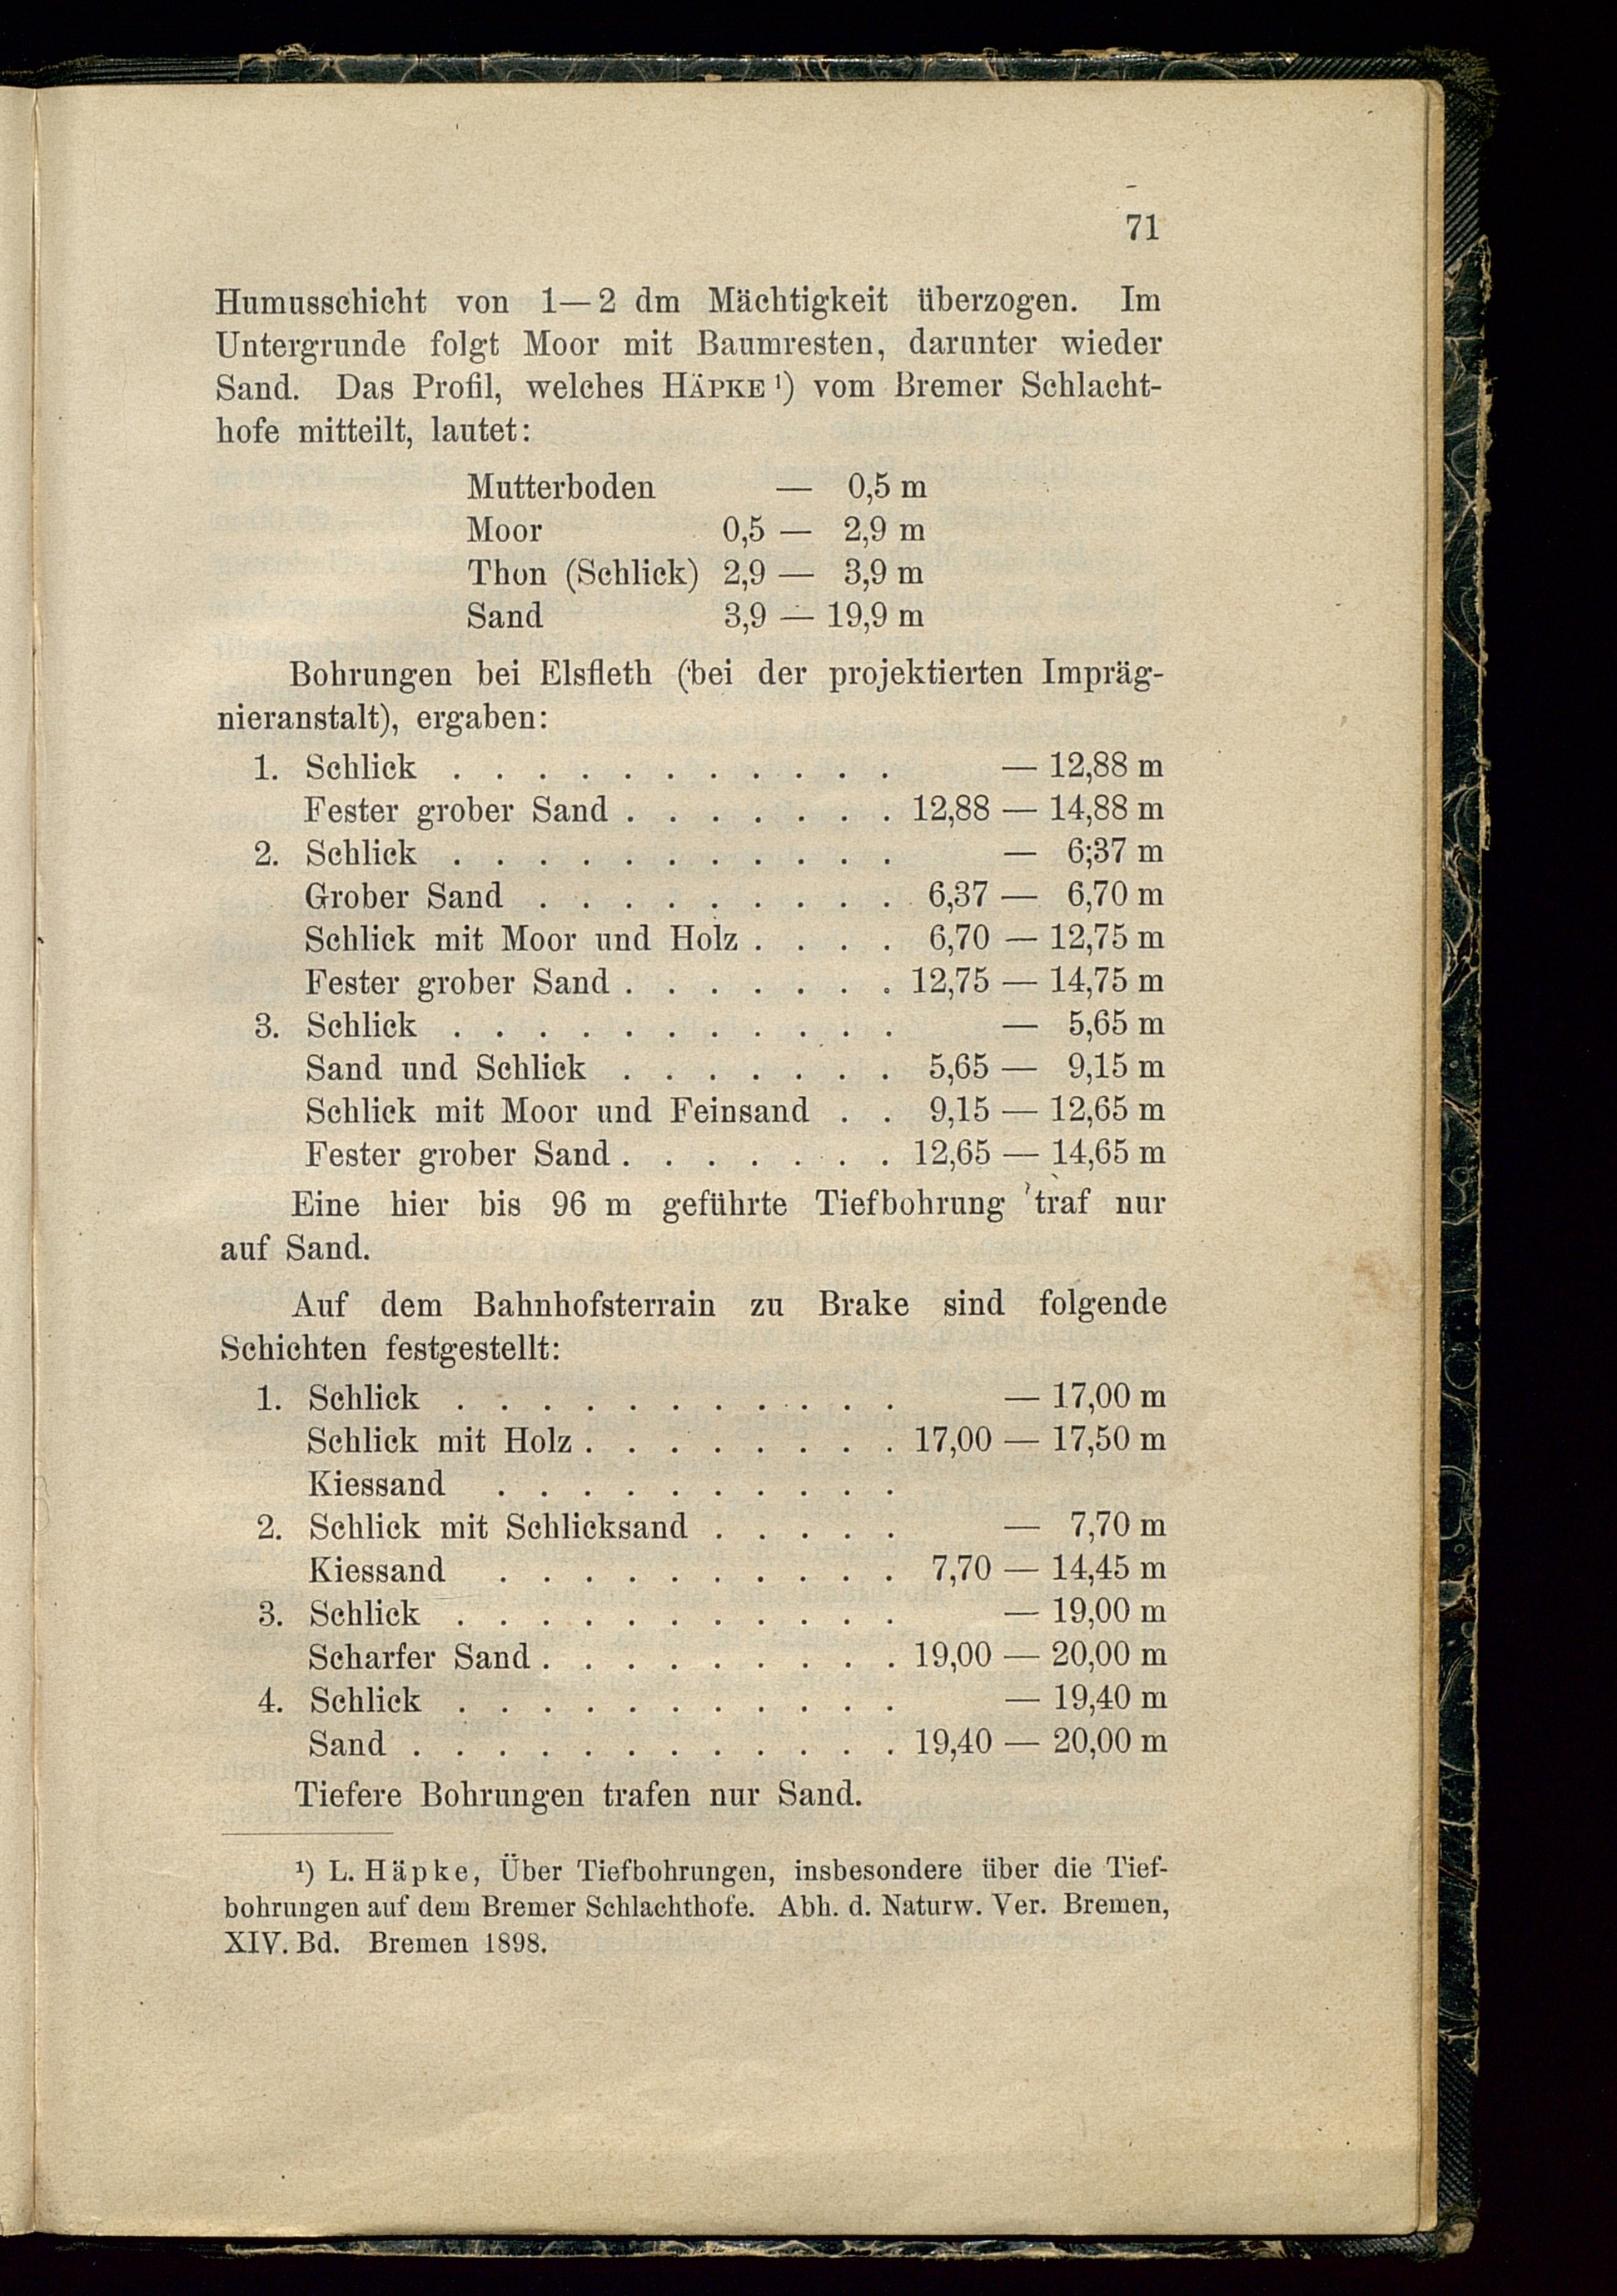 71
Humusschicht von 1—2 dm Mächtigkeit überzogen. Im
Untergrunde folgt Moor mit Baumresten, darunter wieder
Sand. Das Profil, welches HÄPKE ¹) vom Bremer Schlacht-
hofe mitteilt, lautet:
Mutterboden — 0,5 m
Moor 0,5 — 2,9 m
Thon (Schlick) 2,9 — 3,9 m
Sand 3,9 — 19,9 m
Bohrungen bei Elsfleth (bei der projektierten Impräg-
nieranstalt), ergaben:
1. Schlick . . . . . . . . . . . — 12,88 m
Fester grober Sand . . . . . . . 12,88 — 14,88 m
2. Schlick . . . . . . . . . . . — 6;37 m
Grober Sand . . . . . . . . . 6,37 — 6,70 m
Schlick mit Moor und Holz . . . . 6,70 — 12,75 m
Fester grober Sand . . . . . . . 12,75 — 14,75 m
3. Schlick . . . . . . . . . . . — 5,65 m
Sand und Schlick . . . . . . . 5,65 — 9,15 m
Schlick mit Moor und Feinsand . . 9,15 — 12,65 m
Fester grober Sand . . . . . . . 12,65 — 14,65 m
Eine hier bis 96 m geführte Tiefbohrung traf nur
auf Sand.
Auf dem Bahnhofsterrain zu Brake sind folgende
Schichten festgestellt:
1. Schlick . . . . . . . . . . . — 17,00 m
Schlick mit Holz . . . . . . . . 17,00 — 17,50 m
Kiessand . . . . . . . . . .
2. Schlick mit Schlicksand . . . . . — 7,70 m
Kiessand . . . . . . . . . . 7,70 — 14,45 m
3. Schlick . . . . . . . . . . . — 19,00 m
Scharfer Sand . . . . . . . . . 19,00 — 20,00 m
4. Schlick . . . . . . . . . . . — 19,40 m
Sand . . . . . . . . . . . . 19,40 — 20,00 m
Tiefere Bohrungen trafen nur Sand.
¹) L. Häpke, Über Tiefbohrungen, insbesondere über die Tief-
bohrungen auf dem Bremer Schlachthofe. Abh. d. Naturw. Ver. Bremen,
XIV. Bd. Bremen 1898.